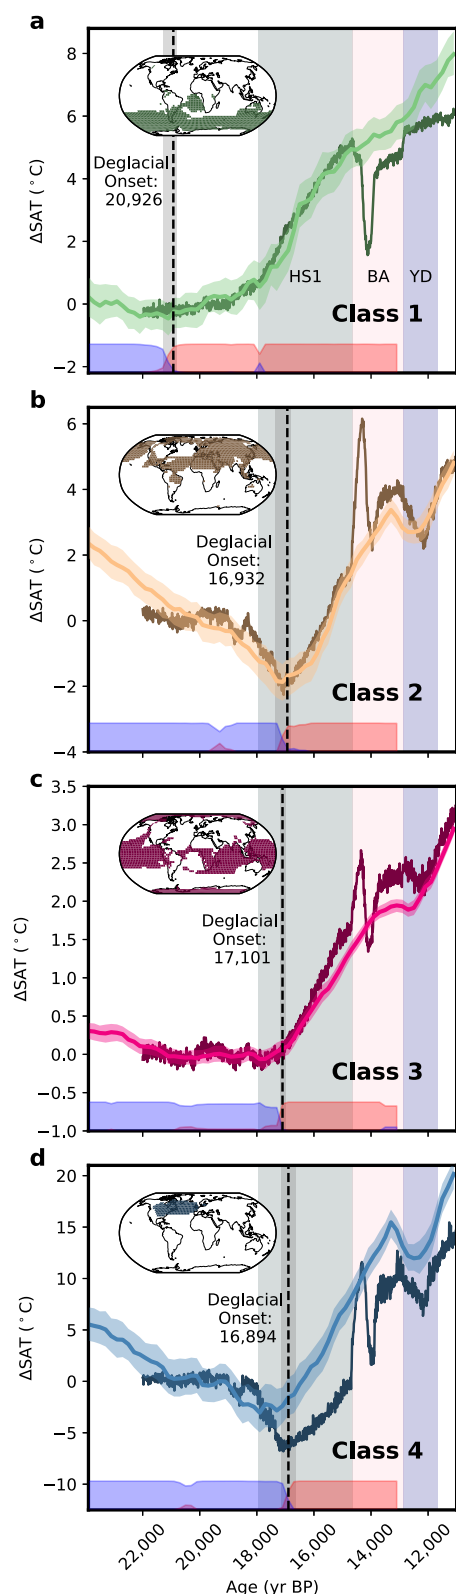 a
8
6
4
2
0
−2
ΔSAT (°C)
Deglacial
Onset:
20,926
HS1
BA
YD
Class 1
b
6
4
2
0
−2
−4
ΔSAT (°C)
Deglacial
Onset:
16,932
Class 2
c
3.5
3.0
2.5
2.0
1.5
1.0
0.5
0.0
−0.5
−1.0
ΔSAT (°C)
Deglacial
Onset:
17,101
Class 3
d
20
15
10
5
0
−5
−10
ΔSAT (°C)
Deglacial
Onset:
16,894
Class 4
22,000
20,000
18,000
16,000
14,000
12,000
Age (yr BP)